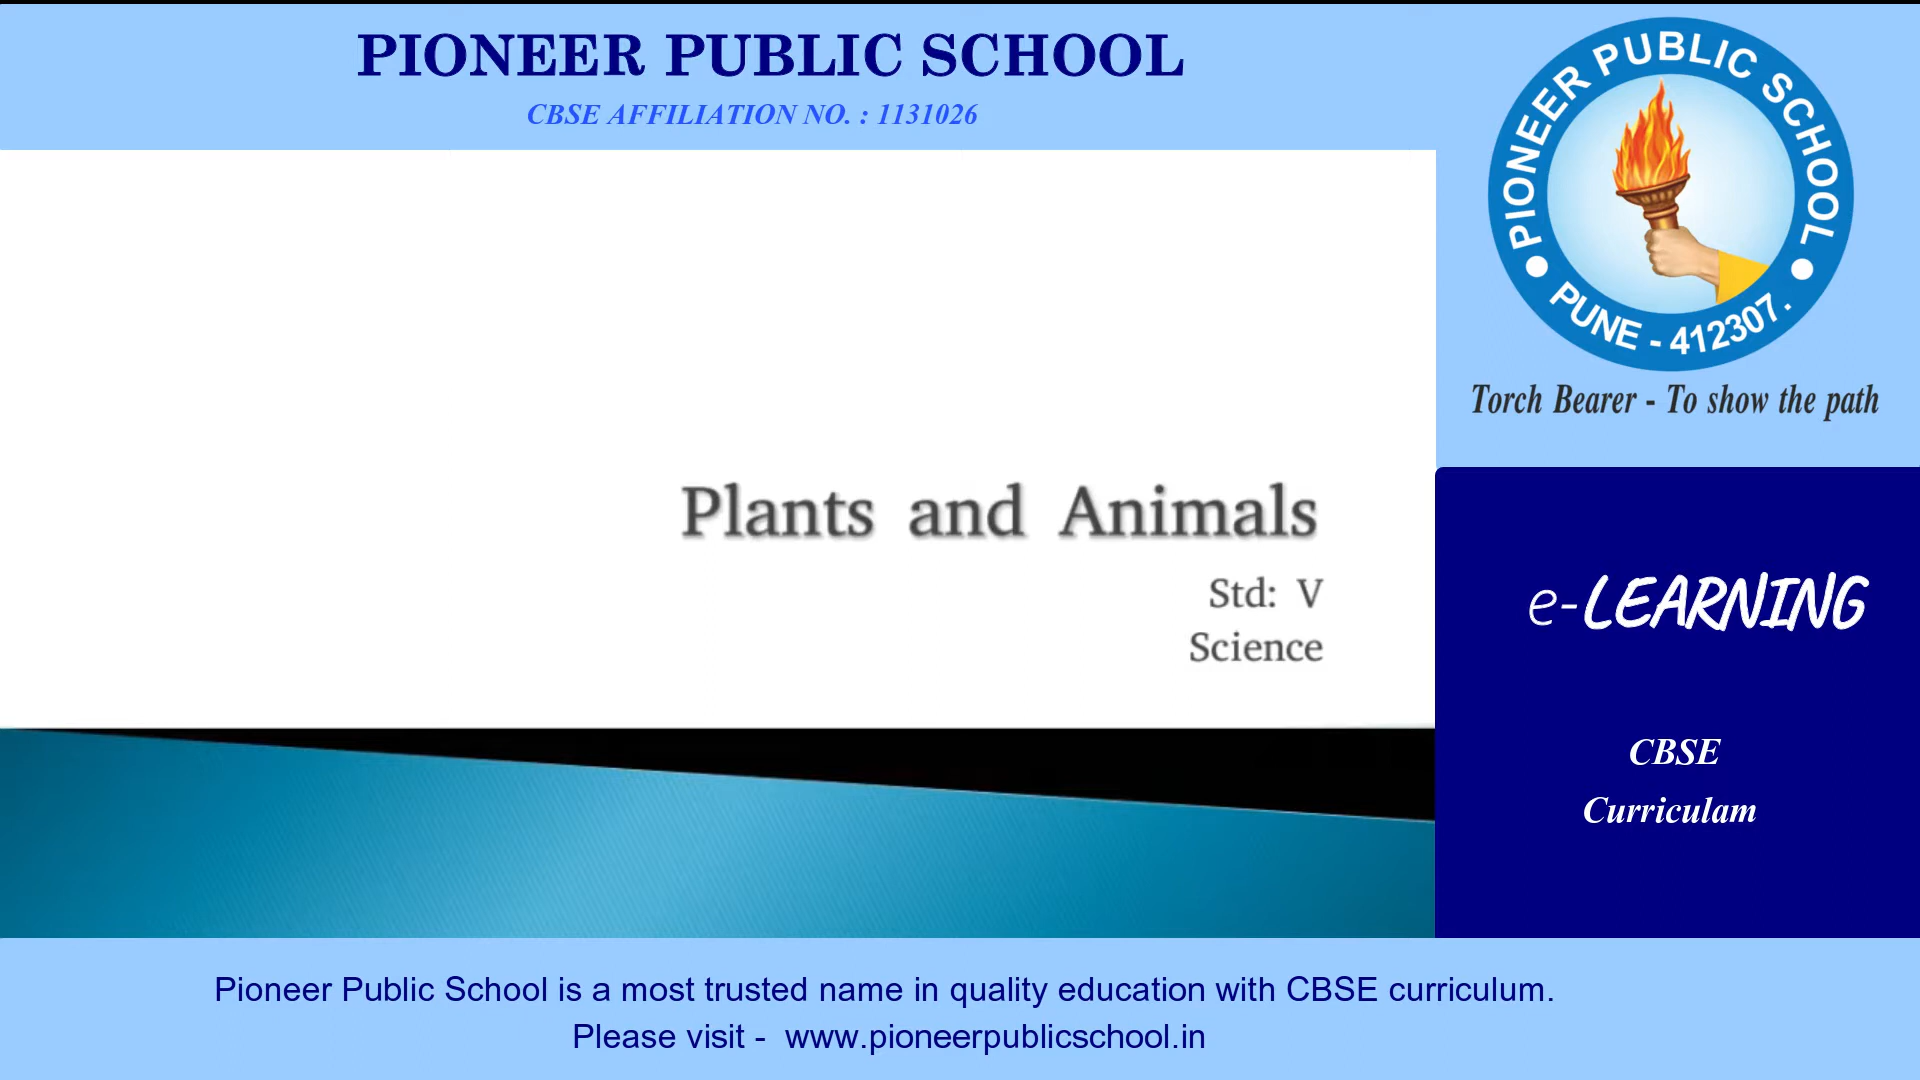 PIONEER PUBLIC SCHOOL
CBSE AFFILIATION NO. : 1131026
PIONEER PUBLIC SCHOOL
PUNE - 412307.
Torch Bearer - To show the path
Plants and Animals
Std: V
Science
e-LEARNING
CBSE
Curriculam
Pioneer Public School is a most trusted name in quality education with CBSE curriculum.
Please visit - www.pioneerpublicschool.in